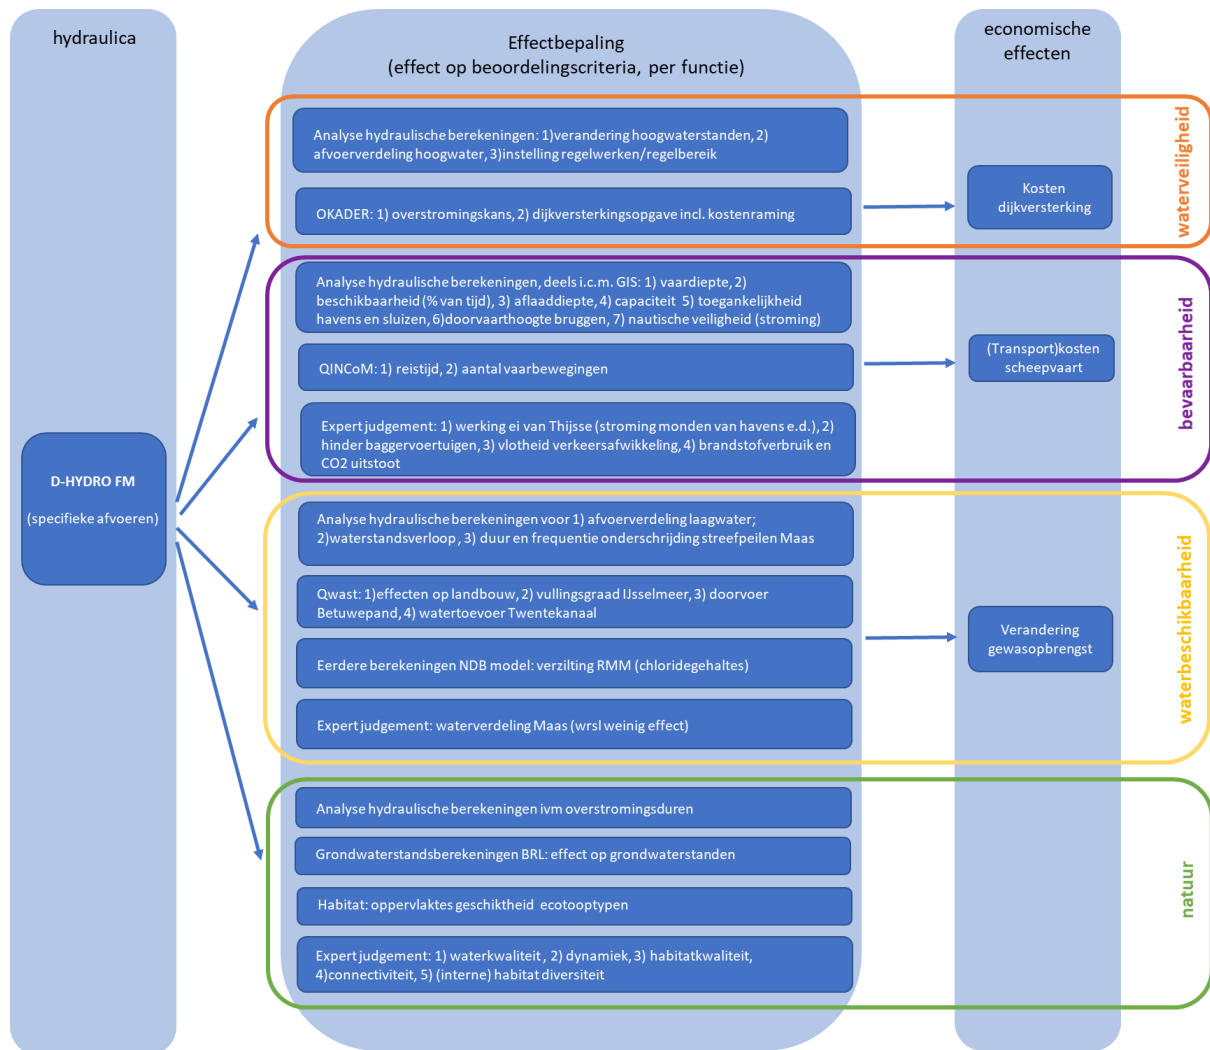 hydraulica
Effectbepaling
(effect op beoordelingscriteria, per functie)
economische
effecten
waterveiligheid
Analyse hydraulische berekeningen: 1)verandering hoogwaterstanden, 2)
afvoerverdeling hoogwater, 3)instelling regelwerken/regelbereik
OKADER: 1) overstromingskans, 2) dijkversterkingsopgave incl. kostenraming
Kosten
dijkversterking
bevaarbaarheid
Analyse hydraulische berekeningen, deels i.c.m. GIS: 1) vaardiepte, 2)
beschikbaarheid (% van tijd), 3) aflaaddiepte, 4) capaciteit 5) toegankelijkheid
havens en sluizen, 6)doorvaarthoogte bruggen, 7) nautische veiligheid (stroming)
QINCoM: 1) reistijd, 2) aantal vaarbewegingen
(Transport)kosten
scheepvaart
Expert judgement: 1) werking ei van Thijsse (stroming monden van havens e.d.), 2)
hinder baggervoertuigen, 3) vlotheid verkeersafwikkeling, 4) brandstofverbruik en
CO2 uitstoot
D-HYDRO FM
(specifieke afvoeren)
waterbeschikbaarheid
Analyse hydraulische berekeningen voor 1) afvoerverdeling laagwater;
2)waterstandsverloop, 3) duur en frequentie onderschrijding streefpeilen Maas
Qwast: 1)effecten op landbouw, 2) vullingsgraad IJsselmeer, 3) doorvoer
Betuwepand, 4) watertoevoer Twentekanaal
Verandering
gewasopbrengst
Eerdere berekeningen NDB model: verzilting RMM (chloridegehaltes)
Expert judgement: waterverdeling Maas (wrsl weinig effect)
natuur
Analyse hydraulische berekeningen ivm overstromingsduren
Grondwaterstandsberekeningen BRL: effect op grondwaterstanden
Habitat: oppervlaktes geschiktheid ecotooptypen
Expert judgement: 1) waterkwaliteit, 2) dynamiek, 3) habitatkwaliteit,
4)connectiviteit, 5) (interne) habitat diversiteit